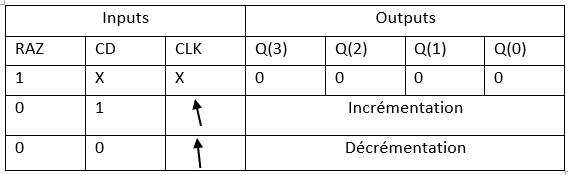 Inputs Outputs
RAZ CD CLK Q(3) Q(2) Q(1) Q(0)
1 X X 0 0 0 0
0 1 Incrémentation
0 0 Décrémentation